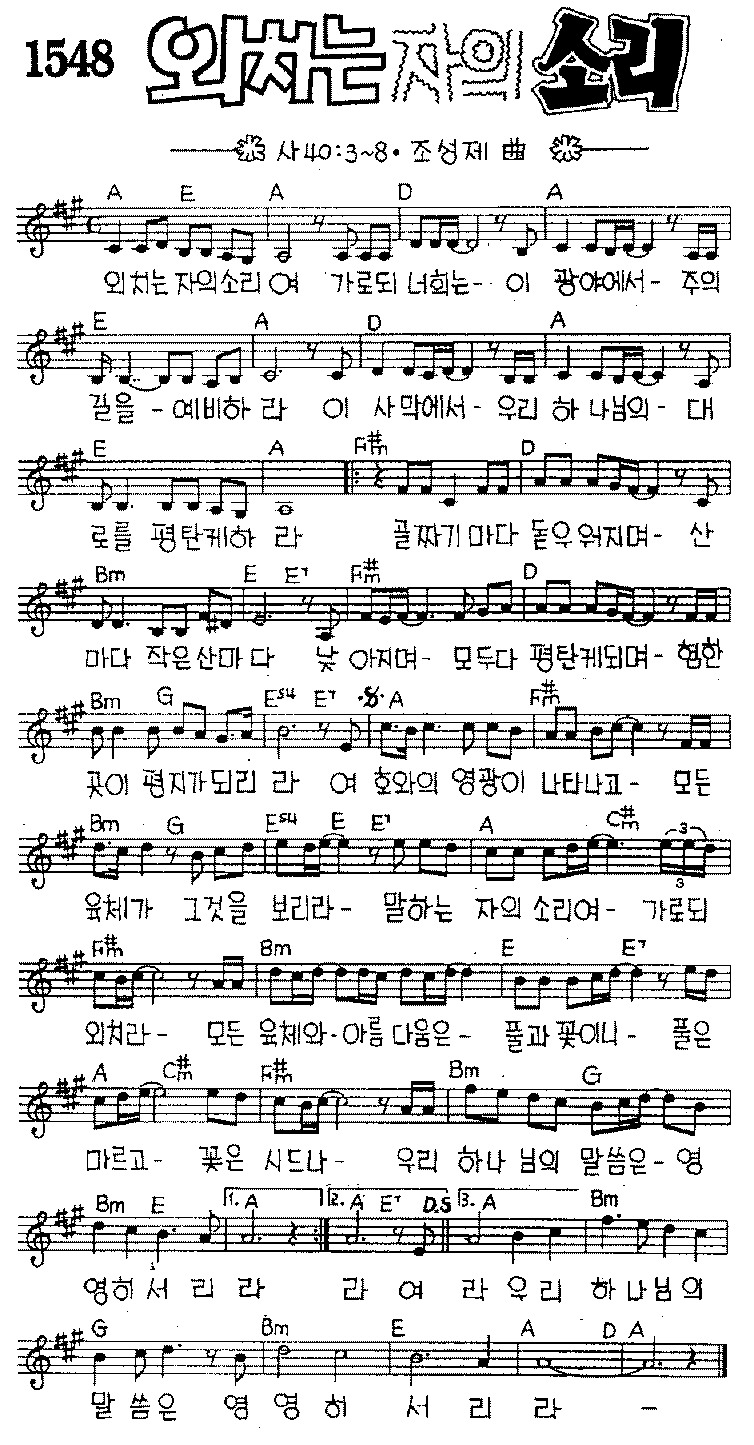 1548 외치는 자의 소리
사40:3~8 · 조성제 曲
A E A D A
외치는 자의소리여 가로되 너희는- 이 광야에서- 주의
E A D A
길을 - 예비하라 이 사막에서- 우리 하나님의- 대
E A F#m D
로를 평탄케하라 골짜기마다 돋우워지며- 산
Bm E E7 F#m D
마다 작은산마다 낮아지며- 모두다 평탄케되며- 험한
Bm G Esus4 E7 A F#m
곳이 평지가되리라 여호와의 영광이 나타나고- 모든
Bm G Esus4 E E7 A C#m
3
3
육체가 그것을 보리라- 말하는 자의 소리여- 가로되
F#m Bm E E7
외쳐라- 모든 육체와-아름다움은- 풀과 꽃이니- 풀은
A C#m F#m Bm G
마르고- 꽃은 시드나- 우리 하나님의 말씀은- 영
Bm E 1. A 2. A E7 D.S 3. A Bm
영히 서리라 라 여 라 우리 하나님의
G Bm E A D A
말씀은 영영히 서리라 -